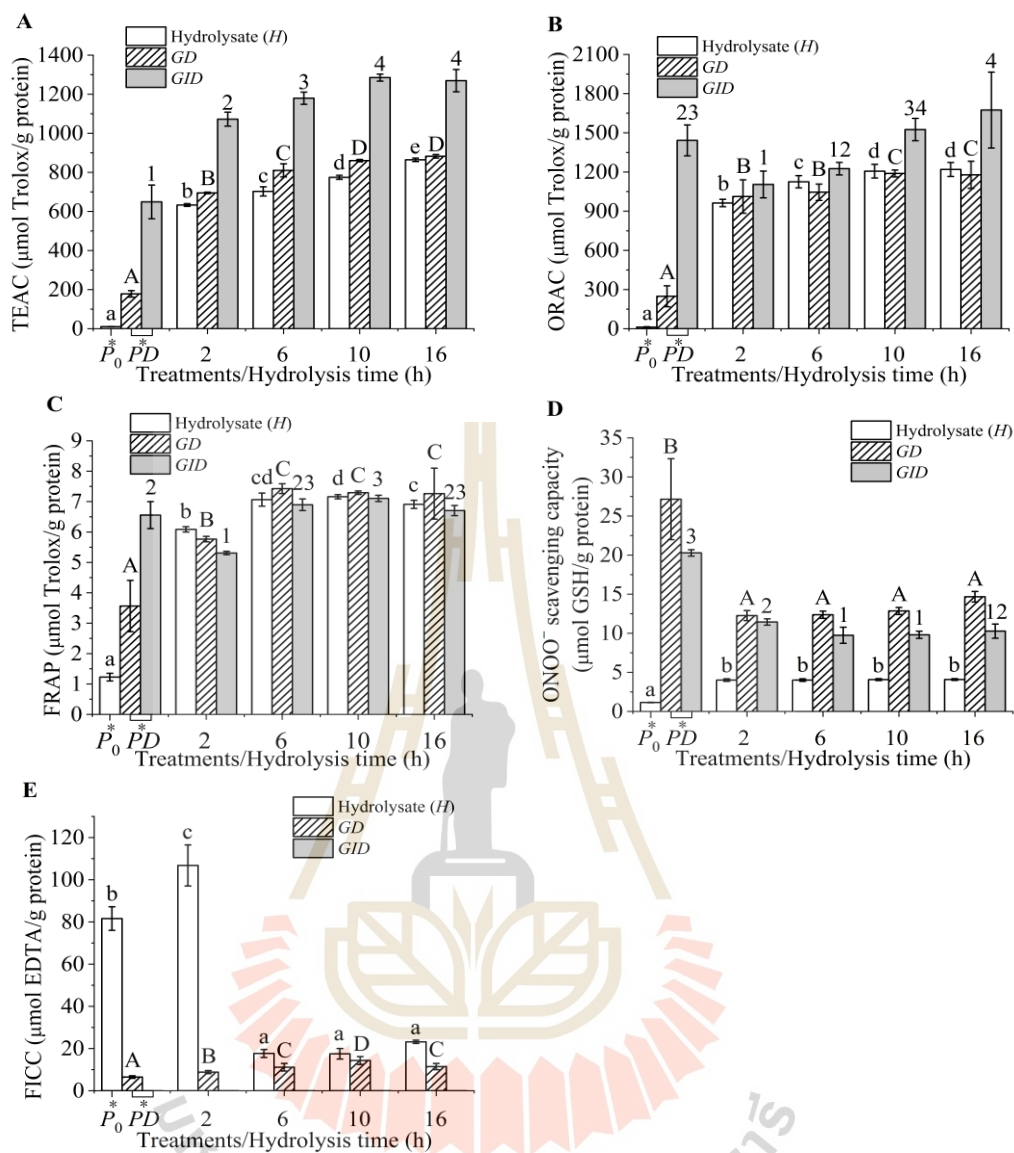 A
Hydrolysate (H)
GD
GID
TEAC (μmol Trolox/g protein)
1400
1200
1000
800
600
400
200
0
a
A
1
b
B
2
c
C
3
d
D
4
e
D
4
* *
P0 PD 2 6 10 16
Treatments/Hydrolysis time (h)
B
Hydrolysate (H)
GD
GID
ORAC (μmol Trolox/g protein)
2100
1800
1500
1200
900
600
300
0
a
A
23
b
B
1
c
B
12
d
C
34
d
C
4
* *
P0 PD 2 6 10 16
Treatments/Hydrolysis time (h)
C
Hydrolysate (H)
GD
GID
FRAP (μmol Trolox/g protein)
9
8
7
6
5
4
3
2
1
0
a
A
2
b
B
1
cd
C
23
d
C
3
c
C
23
* *
P0 PD 2 6 10 16
Treatments/Hydrolysis time (h)
D
Hydrolysate (H)
GD
GID
ONOO⁻ scavenging capacity
(μmol GSH/g protein)
35
30
25
20
15
10
5
0
a
B
3
b
A
2
b
A
1
b
A
1
b
A
12
* *
P0 PD 2 6 10 16
Treatments/Hydrolysis time (h)
E
Hydrolysate (H)
GD
GID
FICC (μmol EDTA/g protein)
120
100
80
60
40
20
0
b
A
c
B
a
C
a
D
a
C
* *
P0 PD 2 6 10 16
Treatments/Hydrolysis time (h)